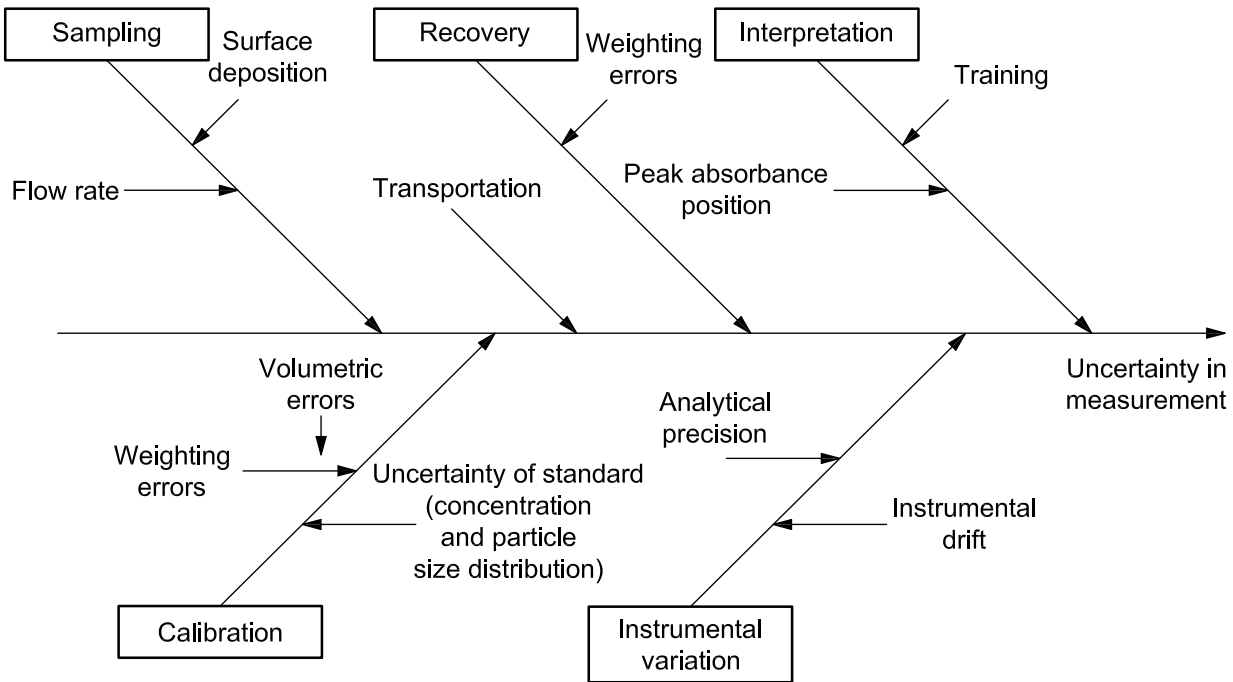 Sampling
Surface
deposition
Flow rate
Recovery
Weighting
errors
Transportation
Interpretation
Training
Peak absorbance
position
Uncertainty in
measurement
Volumetric
errors
Weighting
errors
Uncertainty of standard
(concentration
and particle
size distribution)
Calibration
Analytical
precision
Instrumental
drift
Instrumental
variation